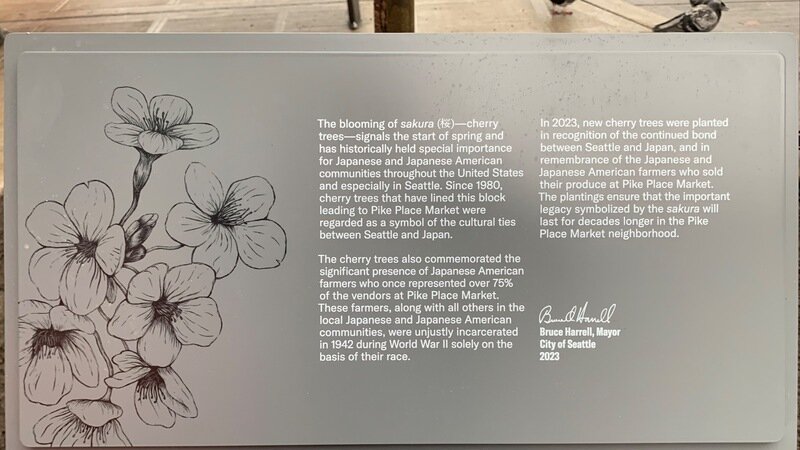 The blooming of sakura (桜)—cherry
trees—signals the start of spring and
has historically held special importance
for Japanese and Japanese American
communities throughout the United States
and especially in Seattle. Since 1980,
cherry trees that have lined this block
leading to Pike Place Market were
regarded as a symbol of the cultural ties
between Seattle and Japan.
The cherry trees also commemorated the
significant presence of Japanese American
farmers who once represented over 75%
of the vendors at Pike Place Market.
These farmers, along with all others in the
local Japanese and Japanese American
communities, were unjustly incarcerated
in 1942 during World War II solely on the
basis of their race.
In 2023, new cherry trees were planted
in recognition of the continued bond
between Seattle and Japan, and in
remembrance of the Japanese and
Japanese American farmers who sold
their produce at Pike Place Market.
The plantings ensure that the important
legacy symbolized by the sakura will
last for decades longer in the Pike
Place Market neighborhood.
Bruce Harrell
Bruce Harrell, Mayor
City of Seattle
2023